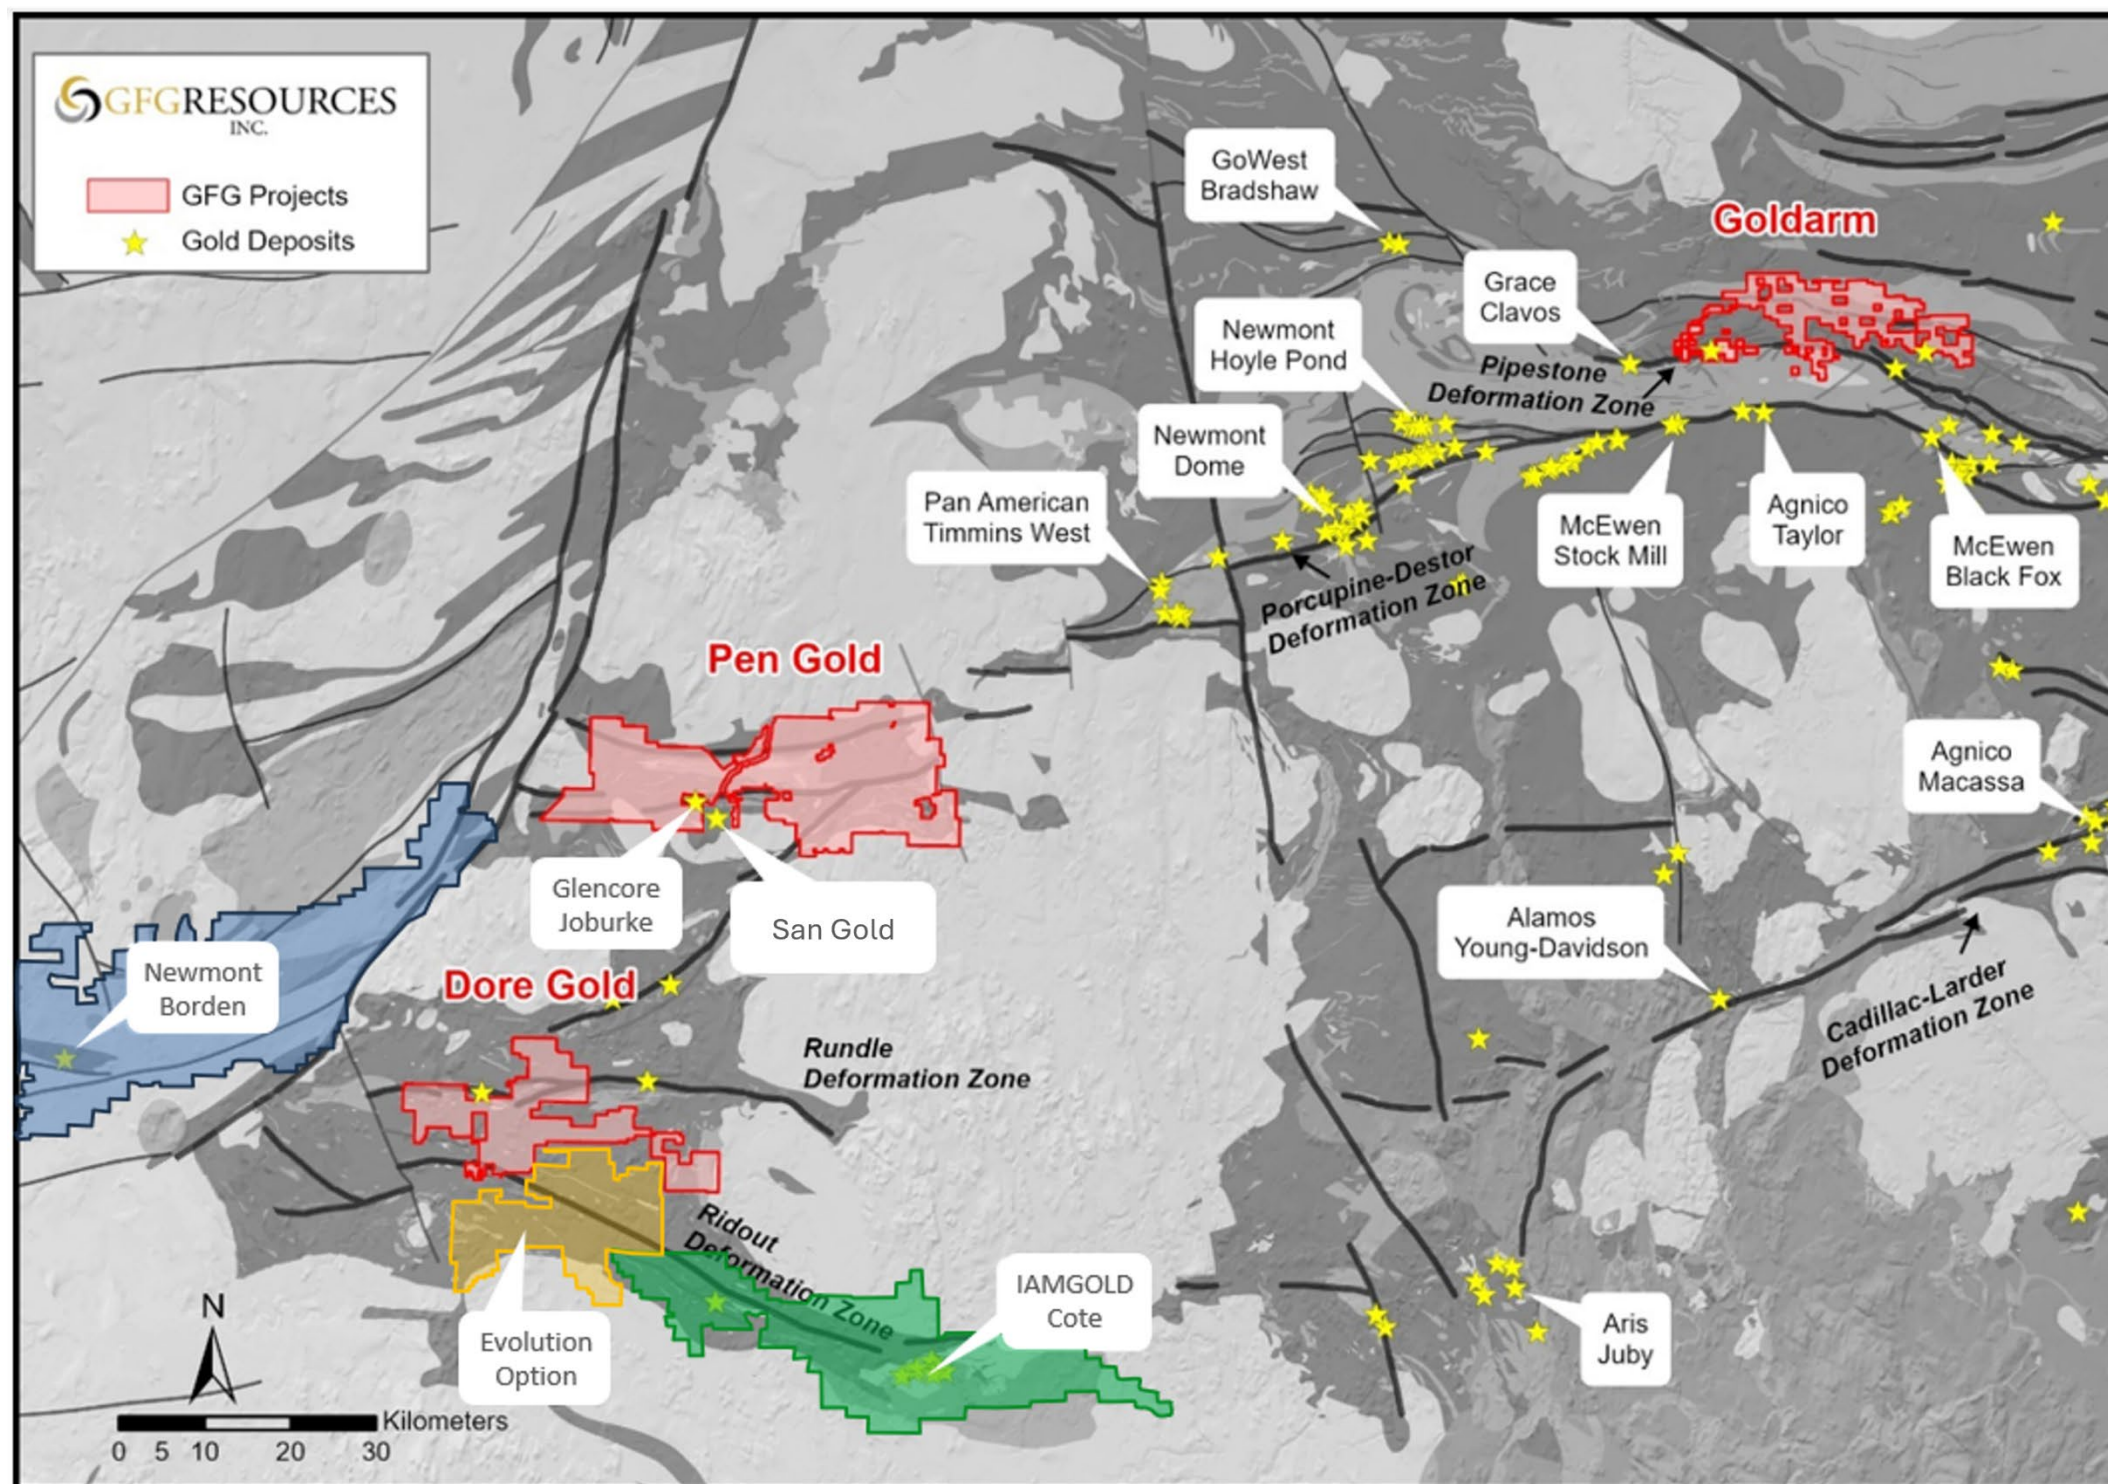 GFGRESOURCES
INC.
GFG Projects
Gold Deposits
GoWest
Bradshaw
Goldarm
Grace
Clavos
Newmont
Hoyle Pond
Pipestone
Deformation Zone
Newmont
Dome
Pan American
Timmins West
McEwen
Stock Mill
Agnico
Taylor
McEwen
Black Fox
Porcupine-Destor
Deformation Zone
Pen Gold
Agnico
Macassa
Glencore
Joburke
San Gold
Alamos
Young-Davidson
Newmont
Borden
Dore Gold
Cadillac-Larder
Deformation Zone
Rundle
Deformation Zone
Ridout
Deformation Zone
IAMGOLD
Cote
Evolution
Option
Aris
Juby
N
Kilometers
0 5 10 20 30